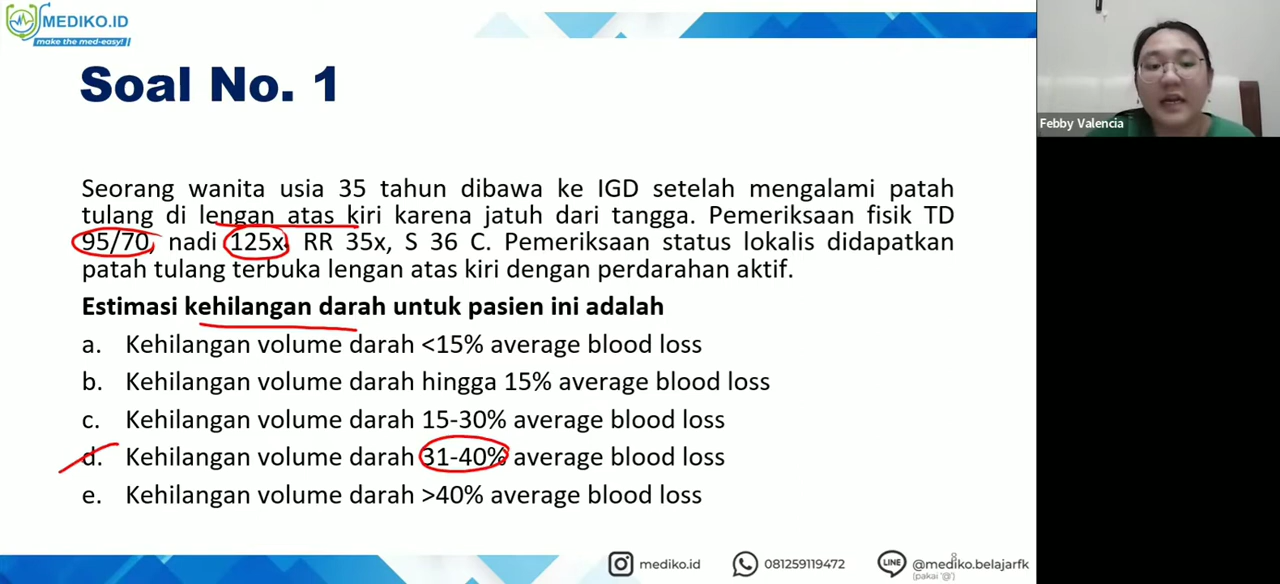 MEDIKO.ID
make the med-easy!
Soal No. 1
Febby Valencia
Seorang wanita usia 35 tahun dibawa ke IGD setelah mengalami patah
tulang di lengan atas kiri karena jatuh dari tangga. Pemeriksaan fisik TD
95/70, nadi 125x, RR 35x, S 36 C. Pemeriksaan status lokalis didapatkan
patah tulang terbuka lengan atas kiri dengan perdarahan aktif.
Estimasi kehilangan darah untuk pasien ini adalah
a. Kehilangan volume darah <15% average blood loss
b. Kehilangan volume darah hingga 15% average blood loss
c. Kehilangan volume darah 15-30% average blood loss
d. Kehilangan volume darah 31-40% average blood loss
e. Kehilangan volume darah >40% average blood loss
mediko.id
081259119472
LINE
8
@mediko.belajarfk
(pakai '@')